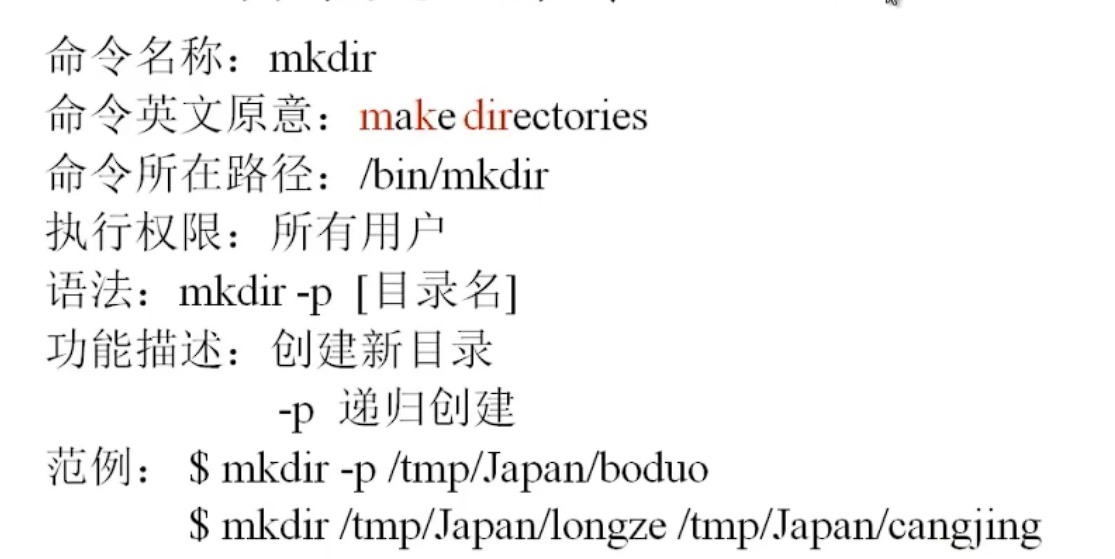 命令名称：mkdir
命令英文原意：make directories
命令所在路径：/bin/mkdir
执行权限：所有用户
语法：mkdir -p [目录名]
功能描述：创建新目录
-p 递归创建
范例： $ mkdir -p /tmp/Japan/boduo
$ mkdir /tmp/Japan/longze /tmp/Japan/cangjing